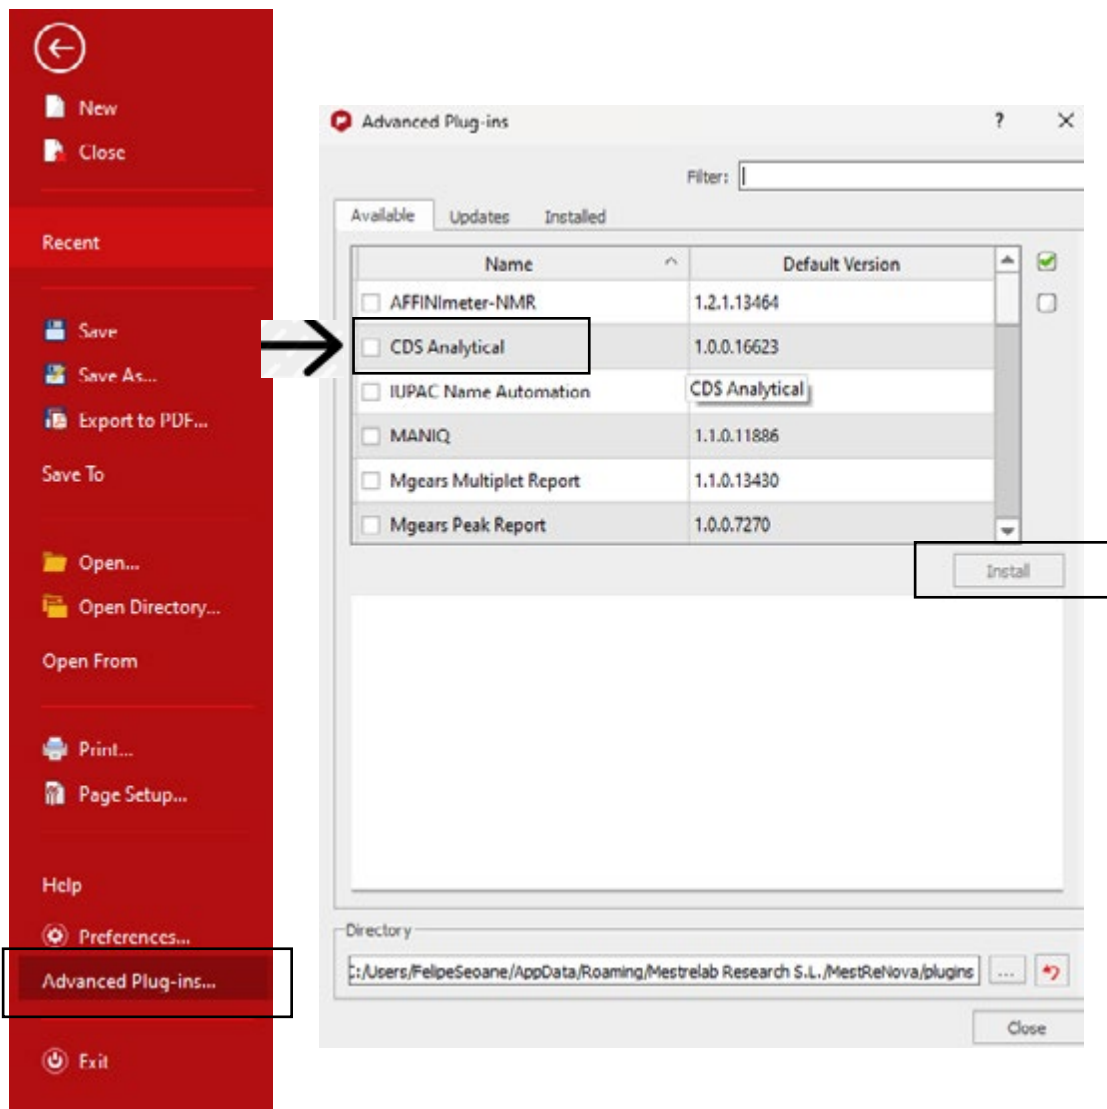 New
Close
Recent
Save
Save As...
Export to PDF...
Save To
Open...
Open Directory...
Open From
Print...
Page Setup...
Help
Preferences...
Advanced Plug-ins...
Exit
Advanced Plug-ins ?
Filter:
Available Updates Installed
Name Default Version
AFFINImeter-NMR 1.2.1.13464
CDS Analytical 1.0.0.16623
IUPAC Name Automation CDS Analytical
MANIQ 1.1.0.11886
Mgears Multiplet Report 1.1.0.13430
Mgears Peak Report 1.0.0.7270
Install
Directory
C:/Users/FelipeSeoane/AppData/Roaming/Mestrelab Research S.L./MestReNova/plugins ...
Close